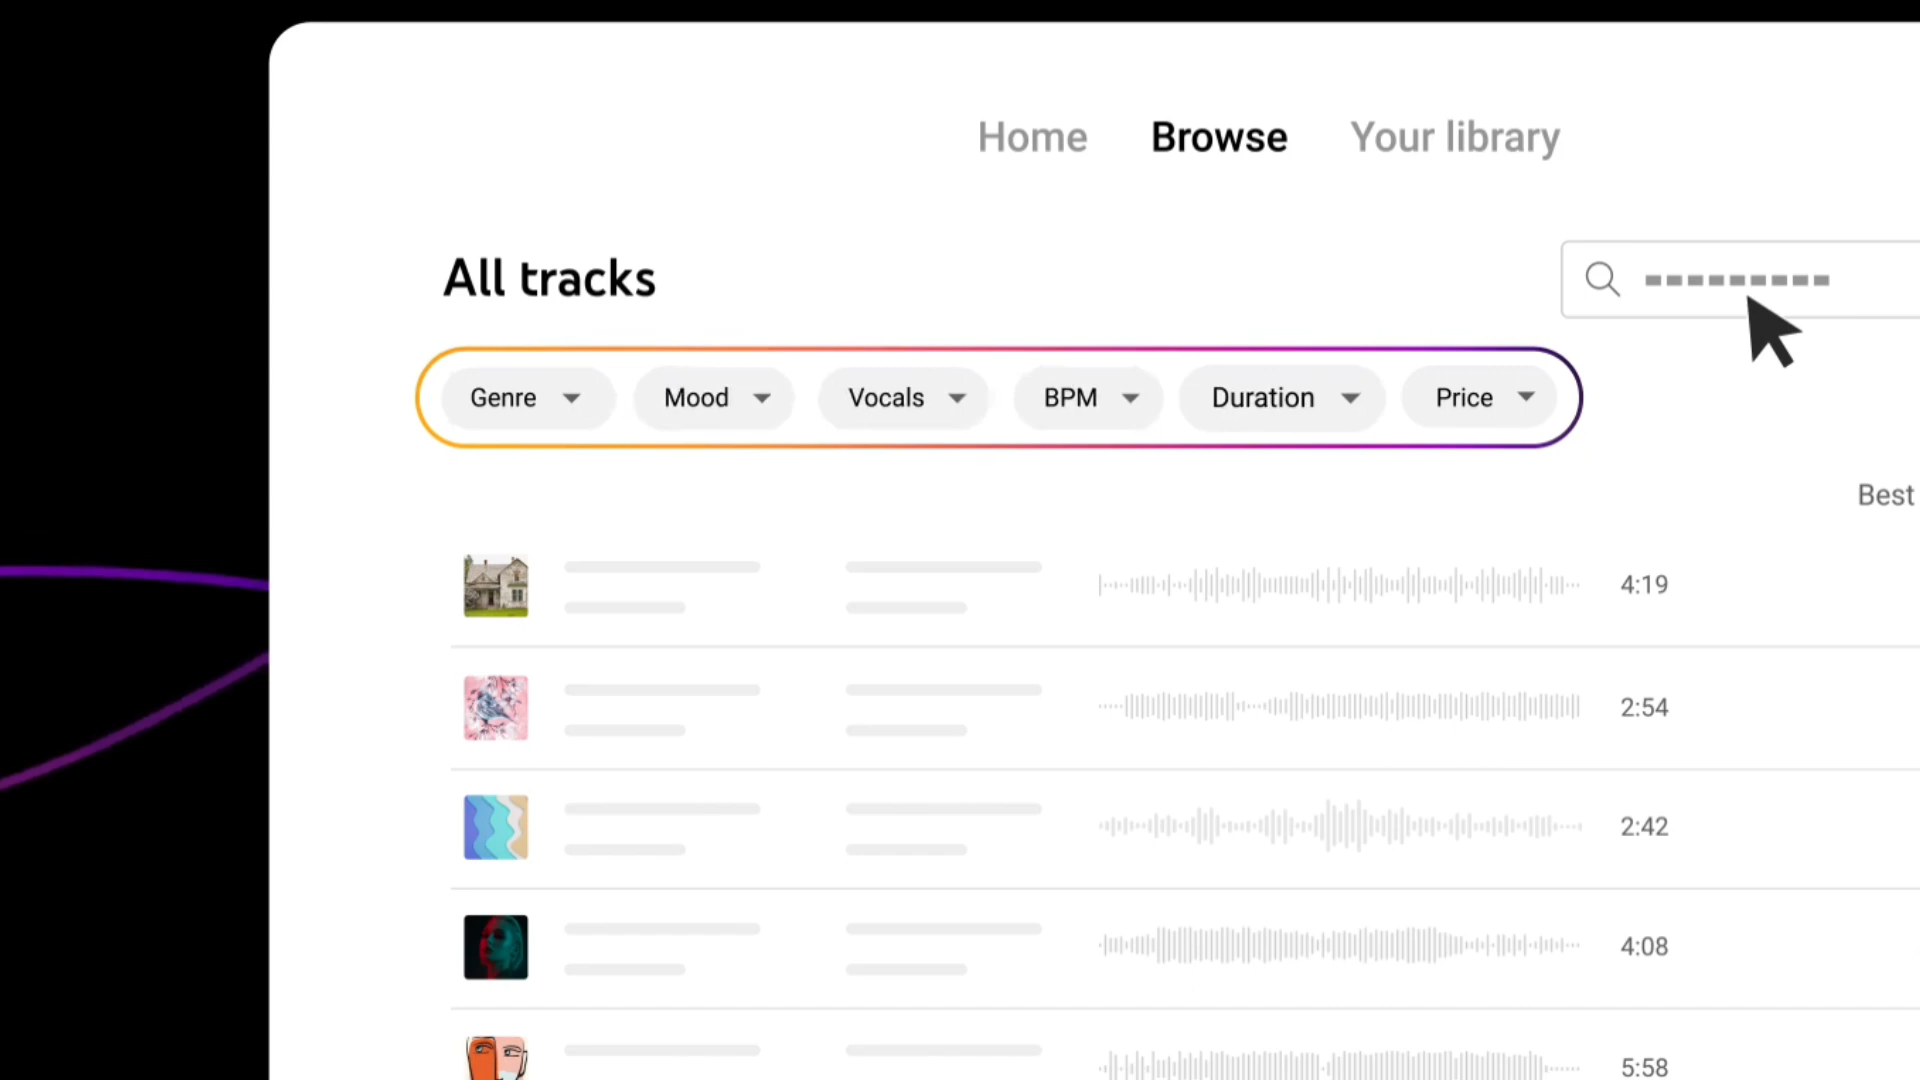 Home Browse Your library
All tracks
Genre Mood Vocals BPM Duration Price
Best
4:19
2:54
2:42
4:08
5:58